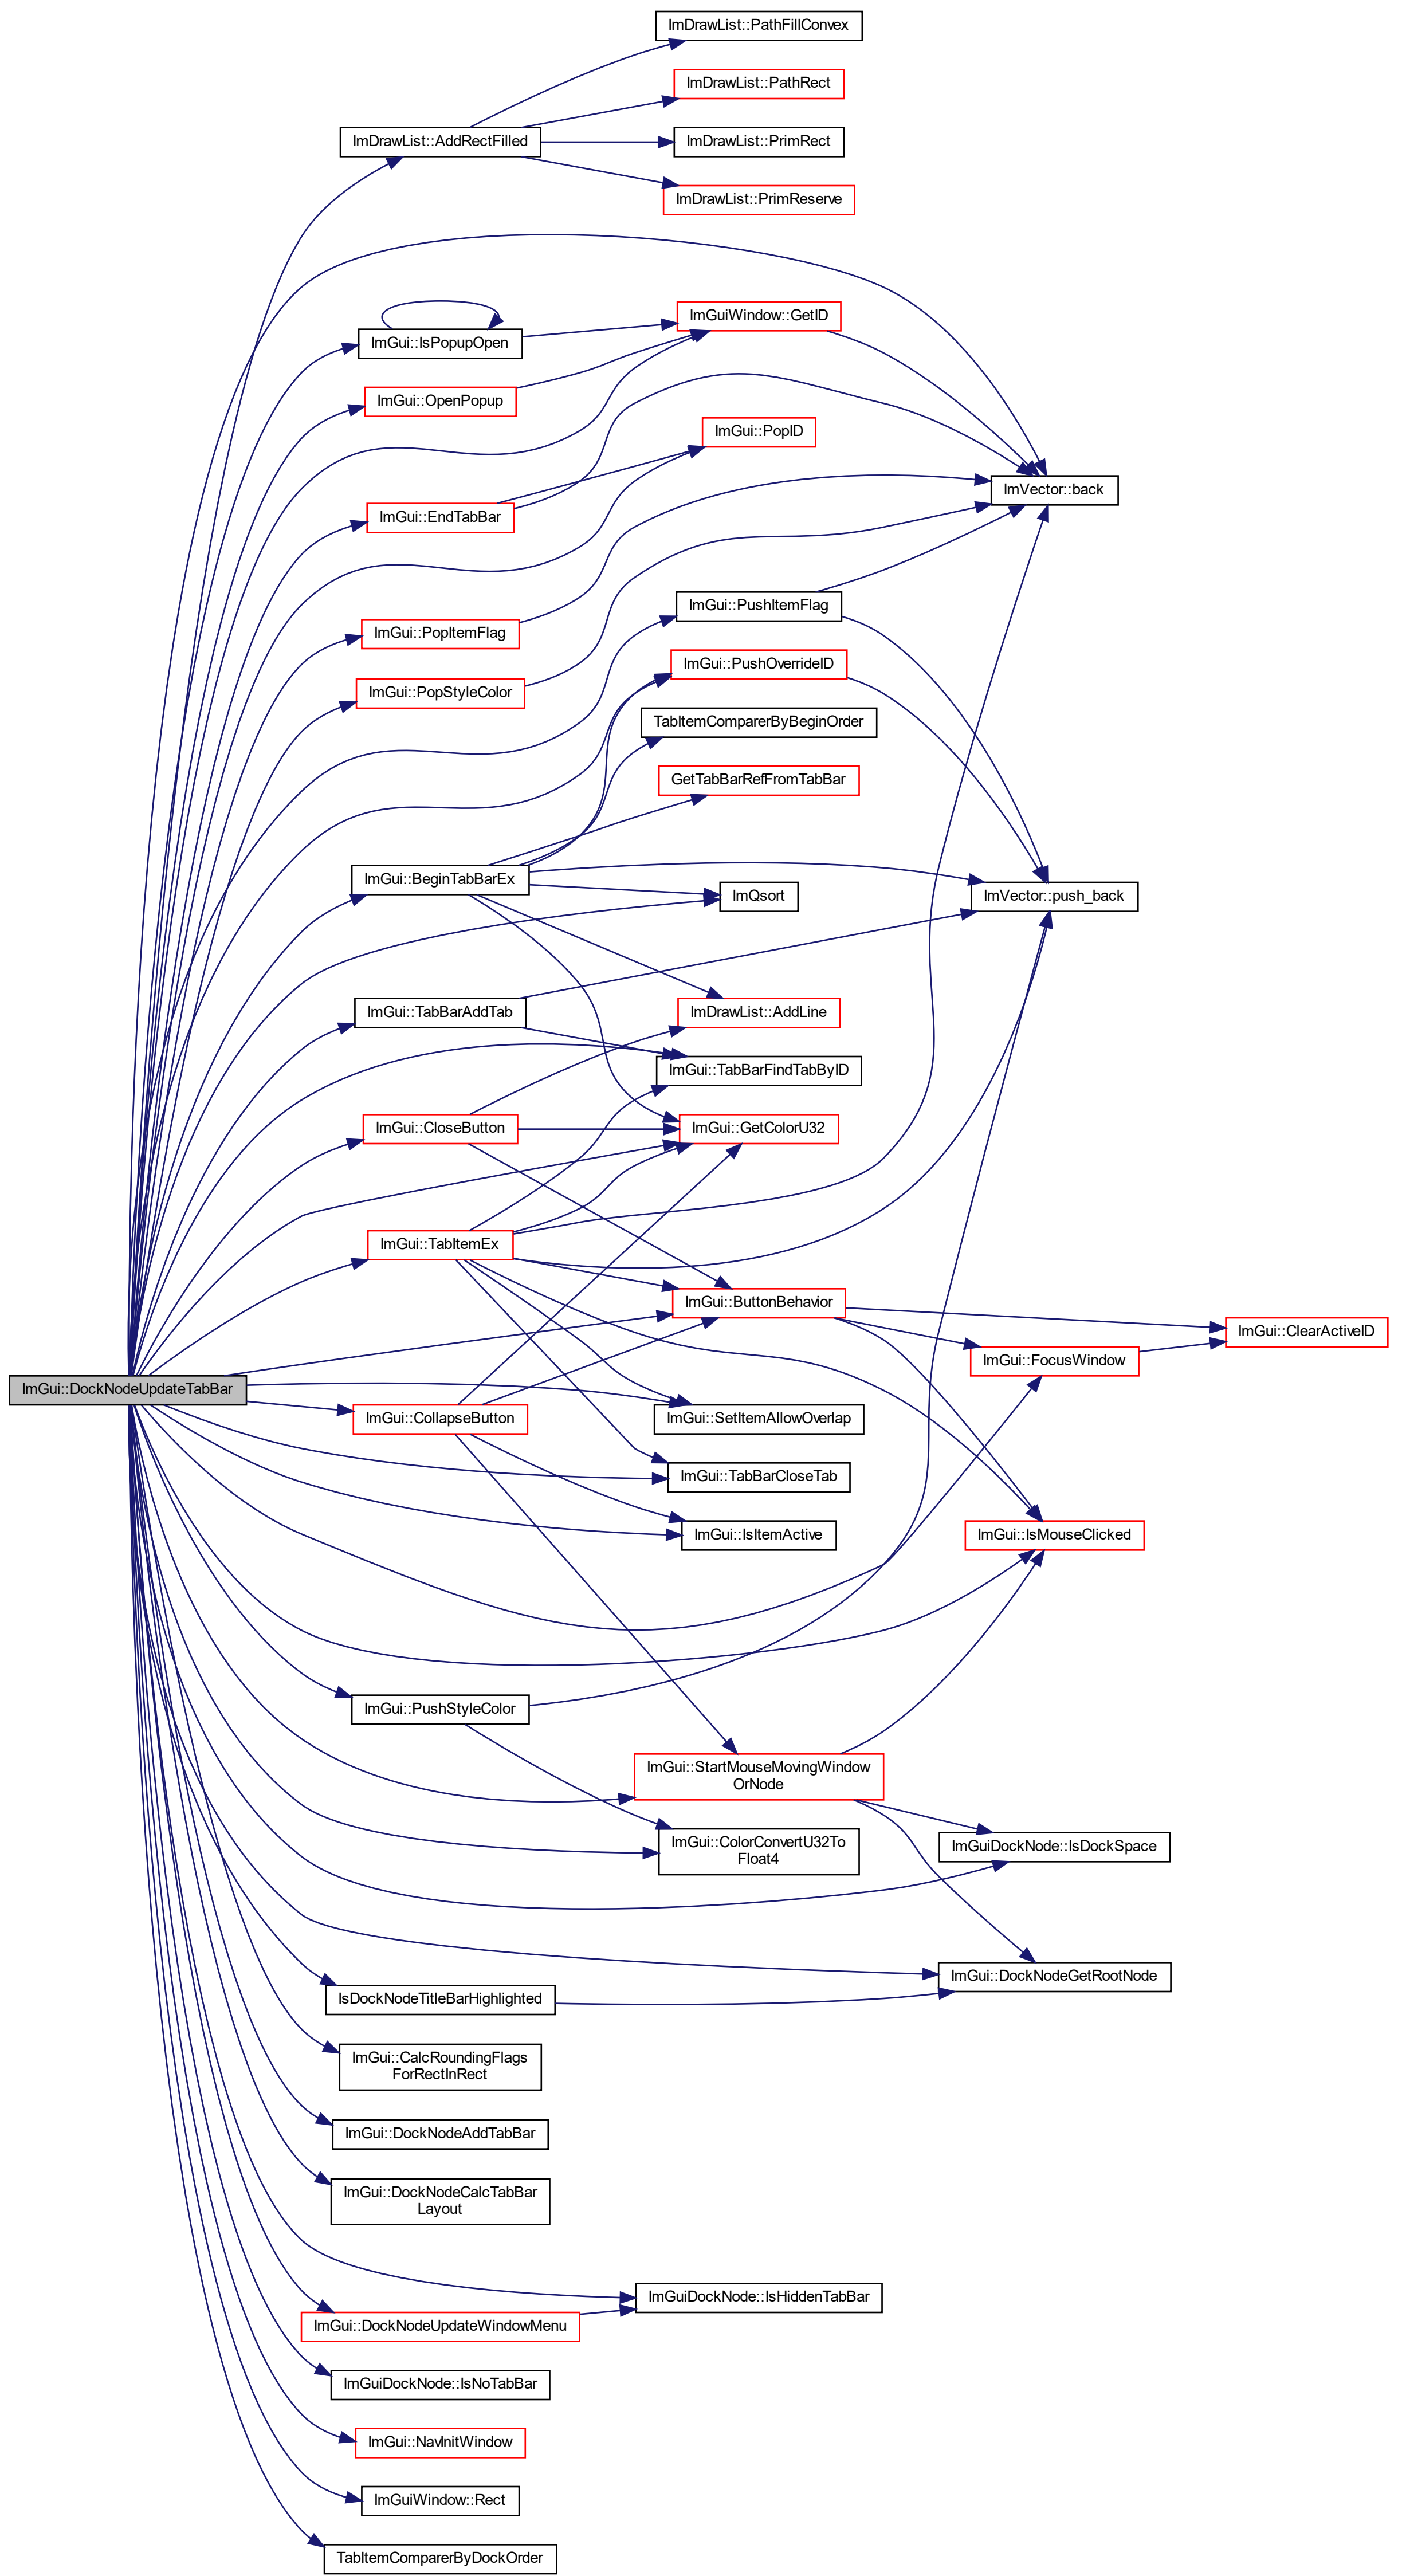 ImDrawList::PathFillConvex
ImDrawList::PathRect
ImDrawList::AddRectFilled
ImDrawList::PrimRect
ImDrawList::PrimReserve
ImGuiWindow::GetID
ImGui::IsPopupOpen
ImGui::OpenPopup
ImGui::PopID
ImVector::back
ImGui::EndTabBar
ImGui::PushItemFlag
ImGui::PopItemFlag
ImGui::PushOverrideID
ImGui::PopStyleColor
TabItemComparerByBeginOrder
GetTabBarRefFromTabBar
ImGui::BeginTabBarEx
ImQsort
ImVector::push_back
ImGui::TabBarAddTab
ImDrawList::AddLine
ImGui::TabBarFindTabByID
ImGui::CloseButton
ImGui::GetColorU32
ImGui::TabItemEx
ImGui::ButtonBehavior
ImGui::ClearActiveID
ImGui::FocusWindow
ImGui::DockNodeUpdateTabBar
ImGui::CollapseButton
ImGui::SetItemAllowOverlap
ImGui::TabBarCloseTab
ImGui::IsItemActive
ImGui::IsMouseClicked
ImGui::PushStyleColor
ImGui::StartMouseMovingWindow
OrNode
ImGui::ColorConvertU32To
Float4
ImGuiDockNode::IsDockSpace
ImGui::DockNodeGetRootNode
IsDockNodeTitleBarHighlighted
ImGui::CalcRoundingFlags
ForRectInRect
ImGui::DockNodeAddTabBar
ImGui::DockNodeCalcTabBar
Layout
ImGuiDockNode::IsHiddenTabBar
ImGui::DockNodeUpdateWindowMenu
ImGuiDockNode::IsNoTabBar
ImGui::NavInitWindow
ImGuiWindow::Rect
TabItemComparerByDockOrder